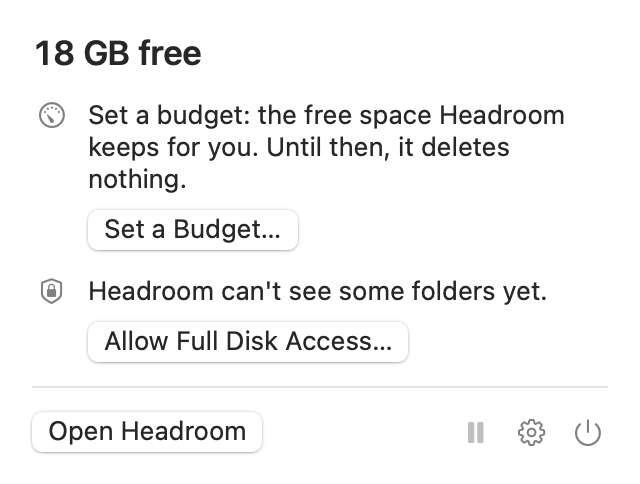 18 GB free
Set a budget: the free space Headroom
keeps for you. Until then, it deletes
nothing.
Set a Budget...
Headroom can't see some folders yet.
Allow Full Disk Access...
Open Headroom